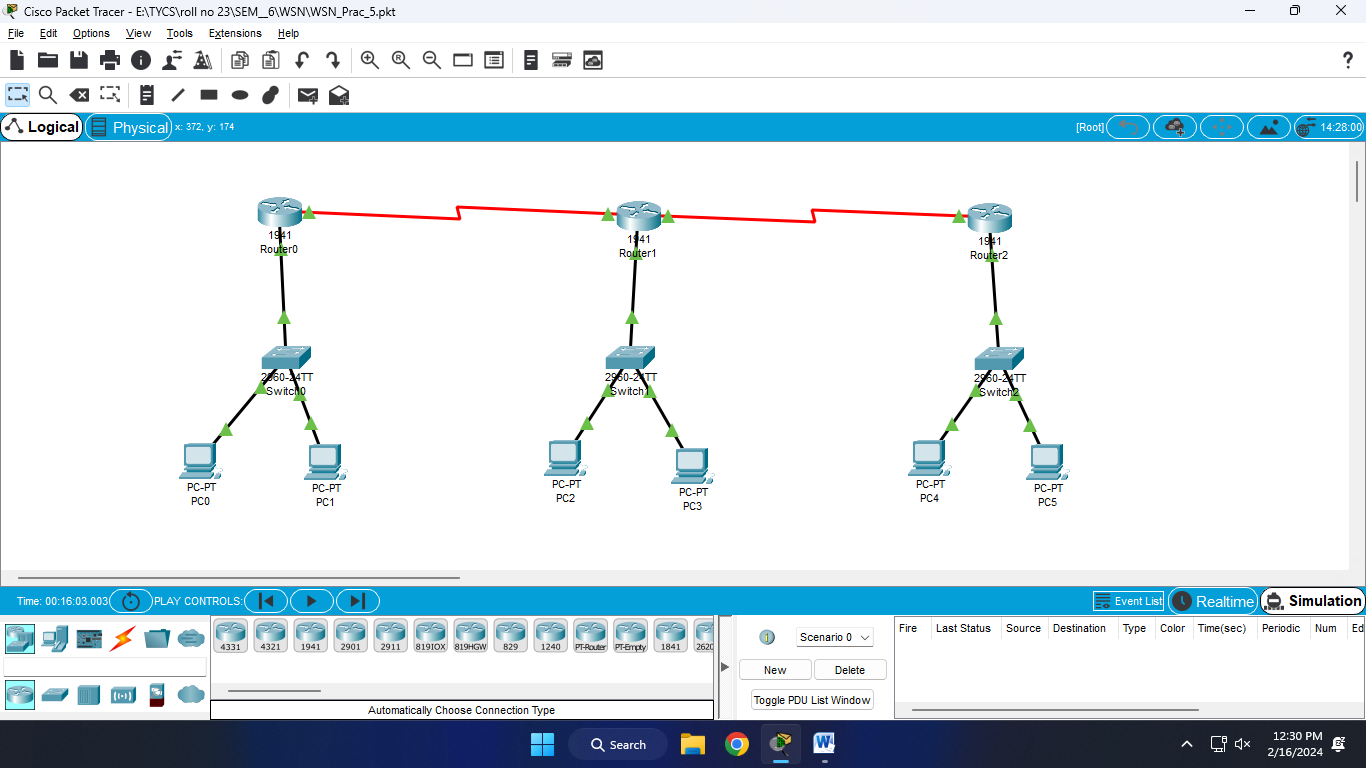 Cisco Packet Tracer - E:\TYCS\roll no 23\SEM__6\WSN\WSN_Prac_5.pkt
File Edit Options View Tools Extensions Help
Logical Physical x: 372, y: 174 [Root] 14:28:00
1941
Router0
1941
Router1
1941
Router2
2960-24TT
Switch0
2960-24TT
Switch1
2960-24TT
Switch2
PC-PT
PC0
PC-PT
PC1
PC-PT
PC2
PC-PT
PC3
PC-PT
PC4
PC-PT
PC5
Time: 00:16:03.003 PLAY CONTROLS: Event List Realtime Simulation
4331 4321 1941 2901 2911 819IOX 819HGW 829 1240 PT-Router PT-Empty 1841 2620
Automatically Choose Connection Type
Scenario 0
New Delete
Toggle PDU List Window
Fire Last Status Source Destination Type Color Time(sec) Periodic Num Ed
Search
12:30 PM
2/16/2024